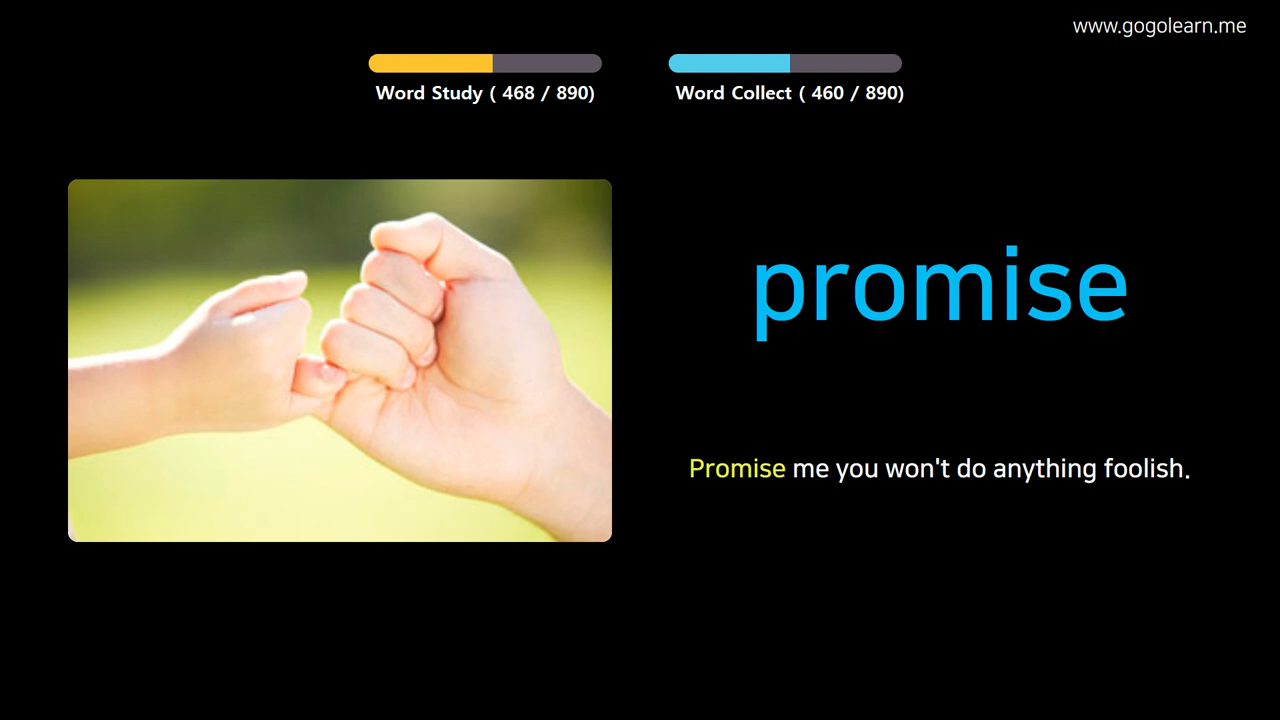 www.gogolearn.me
Word Study ( 468 / 890)
Word Collect ( 460 / 890)
promise
Promise me you won't do anything foolish.